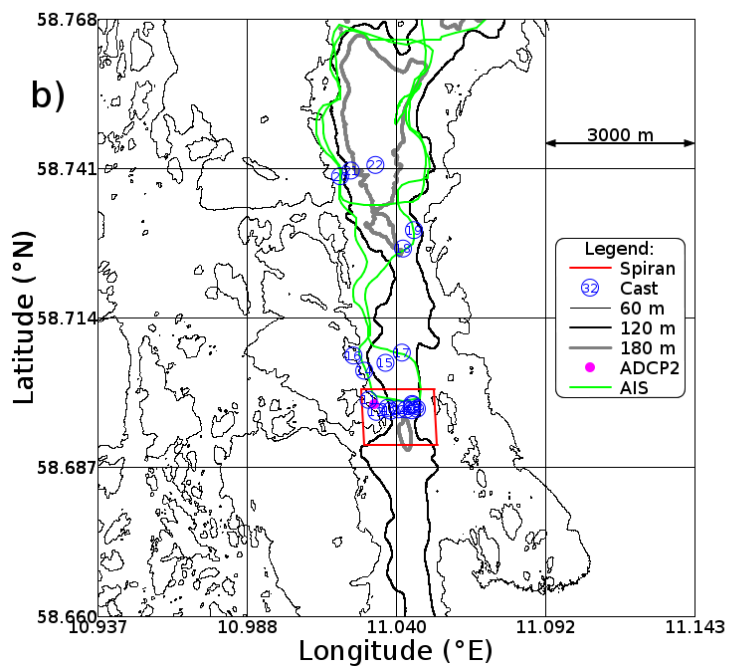 58.768
b)
3000 m
58.741
22
21
19
18
Legend:
Spiran
32 Cast
60 m
120 m
180 m
ADCP2
AIS
58.714
16
17
15
14
58.687
58.660
10.937 10.988 11.040 11.092 11.143
Latitude (°N)
Longitude (°E)